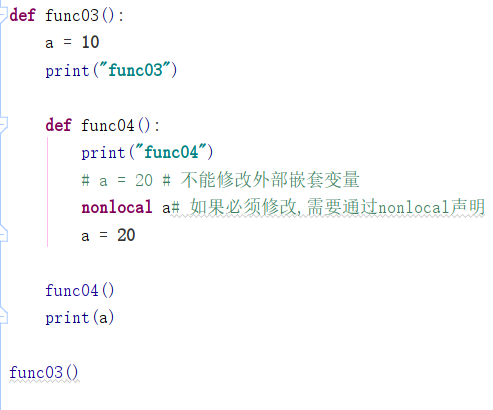 def func03():
    a = 10
    print("func03")
    def func04():
        print("func04")
        # a = 20 # 不能修改外部嵌套变量
        nonlocal a# 如果必须修改,需要通过nonlocal声明
        a = 20
    func04()
    print(a)
func03()